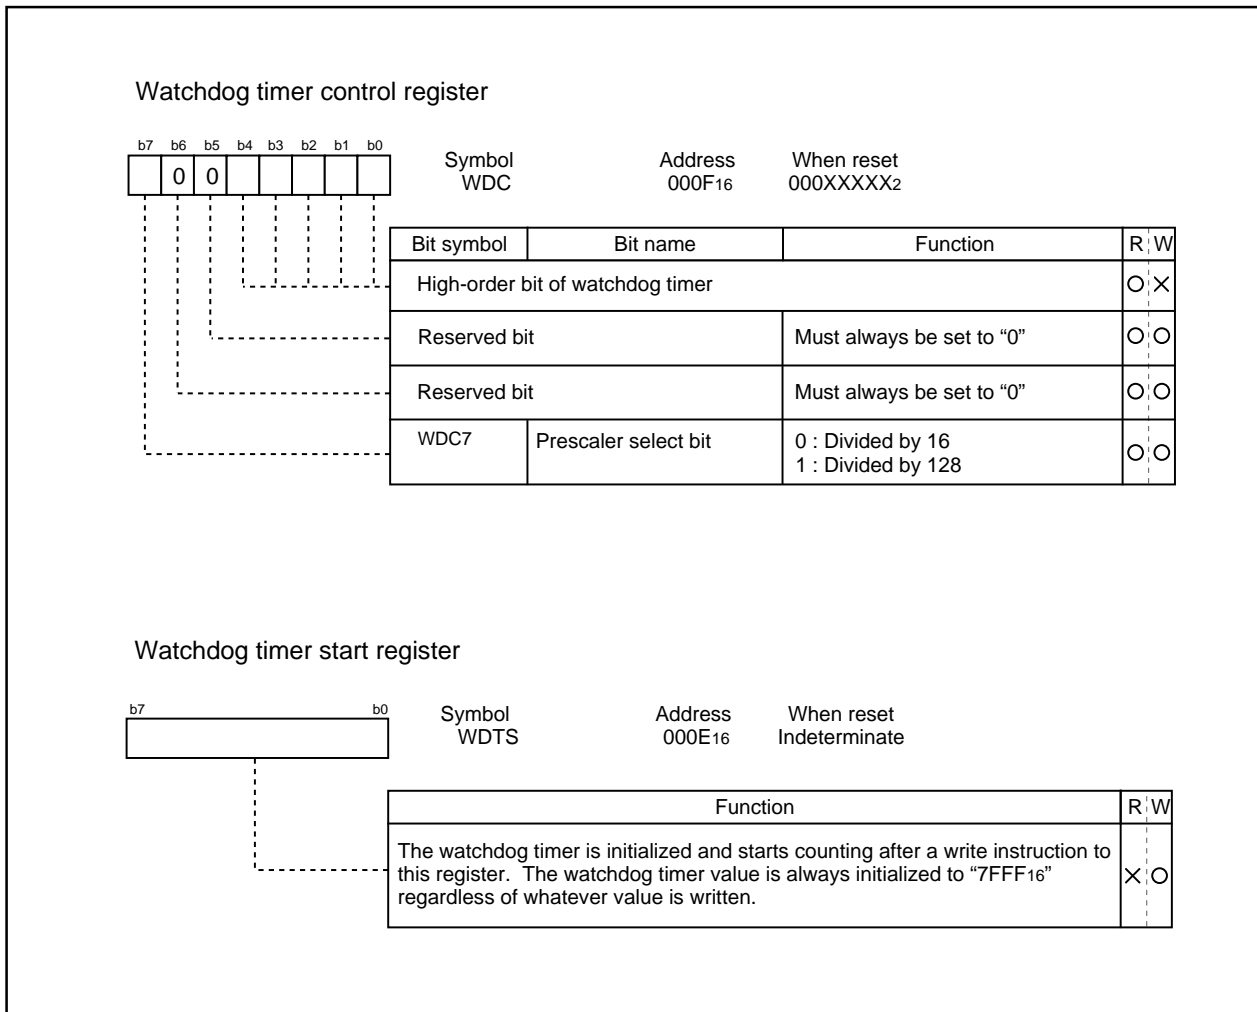 Watchdog timer control register
b7 b6 b5 b4 b3 b2 b1 b0
0 0
Symbol Address When reset
WDC 000F16 000XXXXX2
Bit symbol Bit name Function R W
High-order bit of watchdog timer
Reserved bit Must always be set to “0”
Reserved bit Must always be set to “0”
WDC7 Prescaler select bit 0 : Divided by 16
1 : Divided by 128
Watchdog timer start register
b7 b0
Symbol Address When reset
WDTS 000E16 Indeterminate
Function R W
The watchdog timer is initialized and starts counting after a write instruction to
this register. The watchdog timer value is always initialized to “7FFF16”
regardless of whatever value is written.